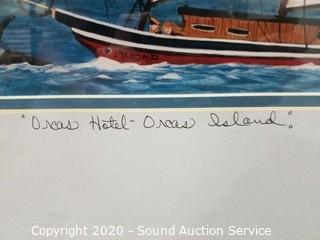 "Orcas Hotel - Orcas Island".
Copyright 2020 - Sound Auction Service